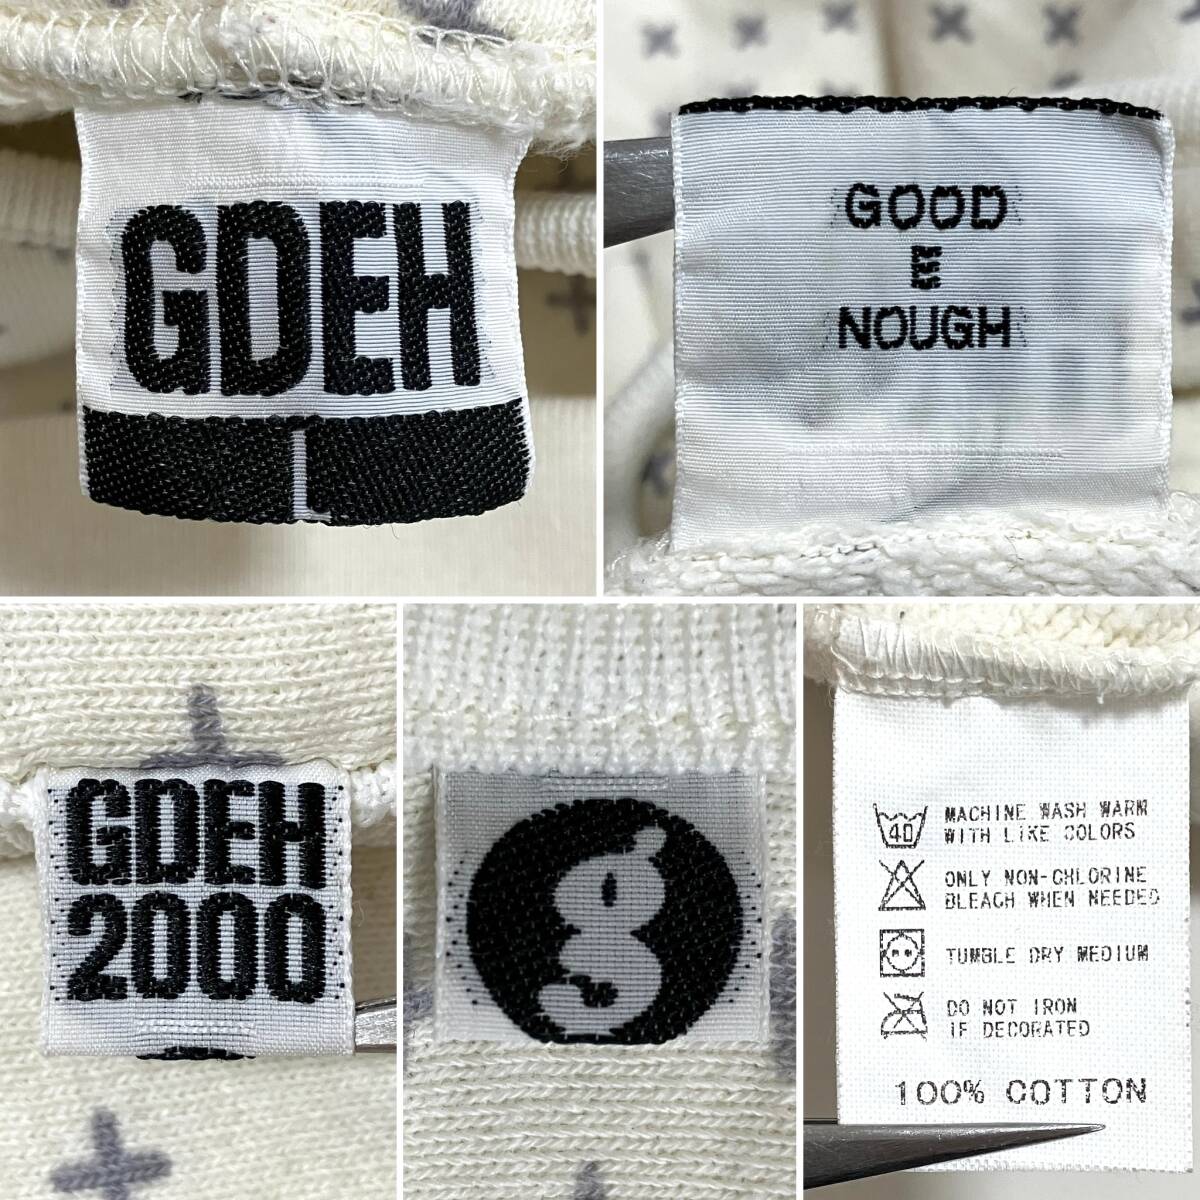 GDEH
L
GOOD
E
NOUGH
GDEH
2000
40
MACHINE WASH WARM
WITH LIKE COLORS
ONLY NON-CHLORINE
BLEACH WHEN NEEDED
TUMBLE DRY MEDIUM
DO NOT IRON
IF DECORATED
100% COTTON